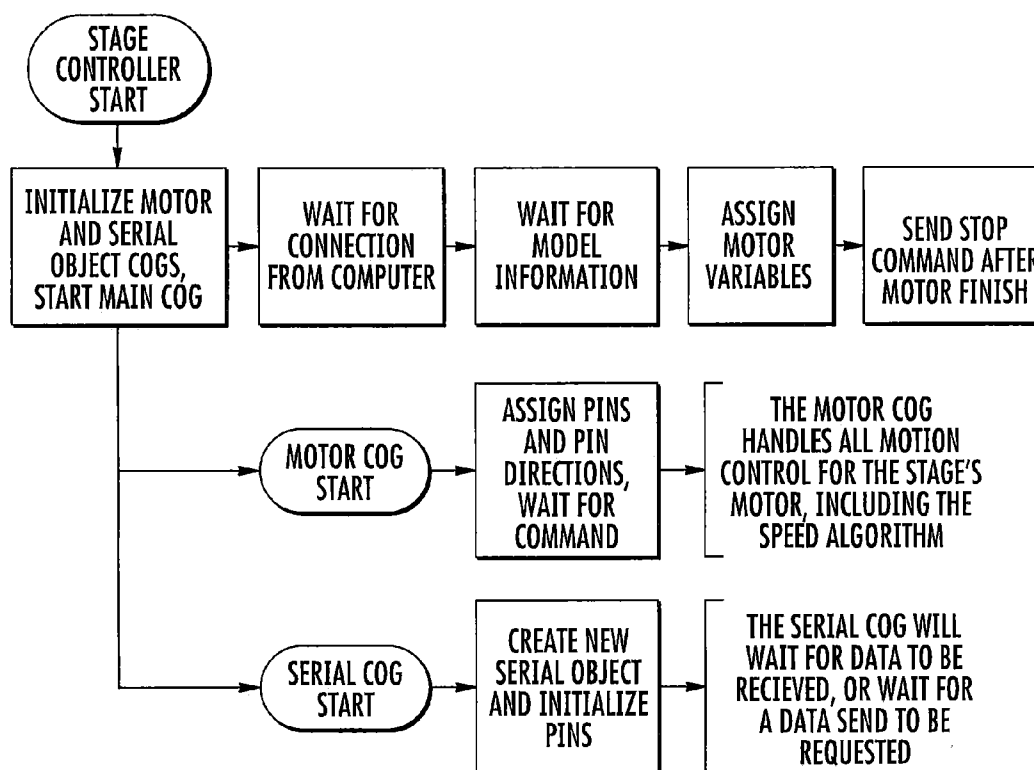 STAGE
CONTROLLER
START
INITIALIZE MOTOR
AND SERIAL
OBJECT COGS,
START MAIN COG
WAIT FOR
CONNECTION
FROM COMPUTER
WAIT FOR
MODEL
INFORMATION
ASSIGN
MOTOR
VARIABLES
SEND STOP
COMMAND AFTER
MOTOR FINISH
MOTOR COG
START
ASSIGN PINS
AND PIN
DIRECTIONS,
WAIT FOR
COMMAND
THE MOTOR COG
HANDLES ALL MOTION
CONTROL FOR THE STAGE'S
MOTOR, INCLUDING THE
SPEED ALGORITHM
SERIAL COG
START
CREATE NEW
SERIAL OBJECT
AND INITIALIZE
PINS
THE SERIAL COG WILL
WAIT FOR DATA TO BE
RECIEVED, OR WAIT FOR
A DATA SEND TO BE
REQUESTED